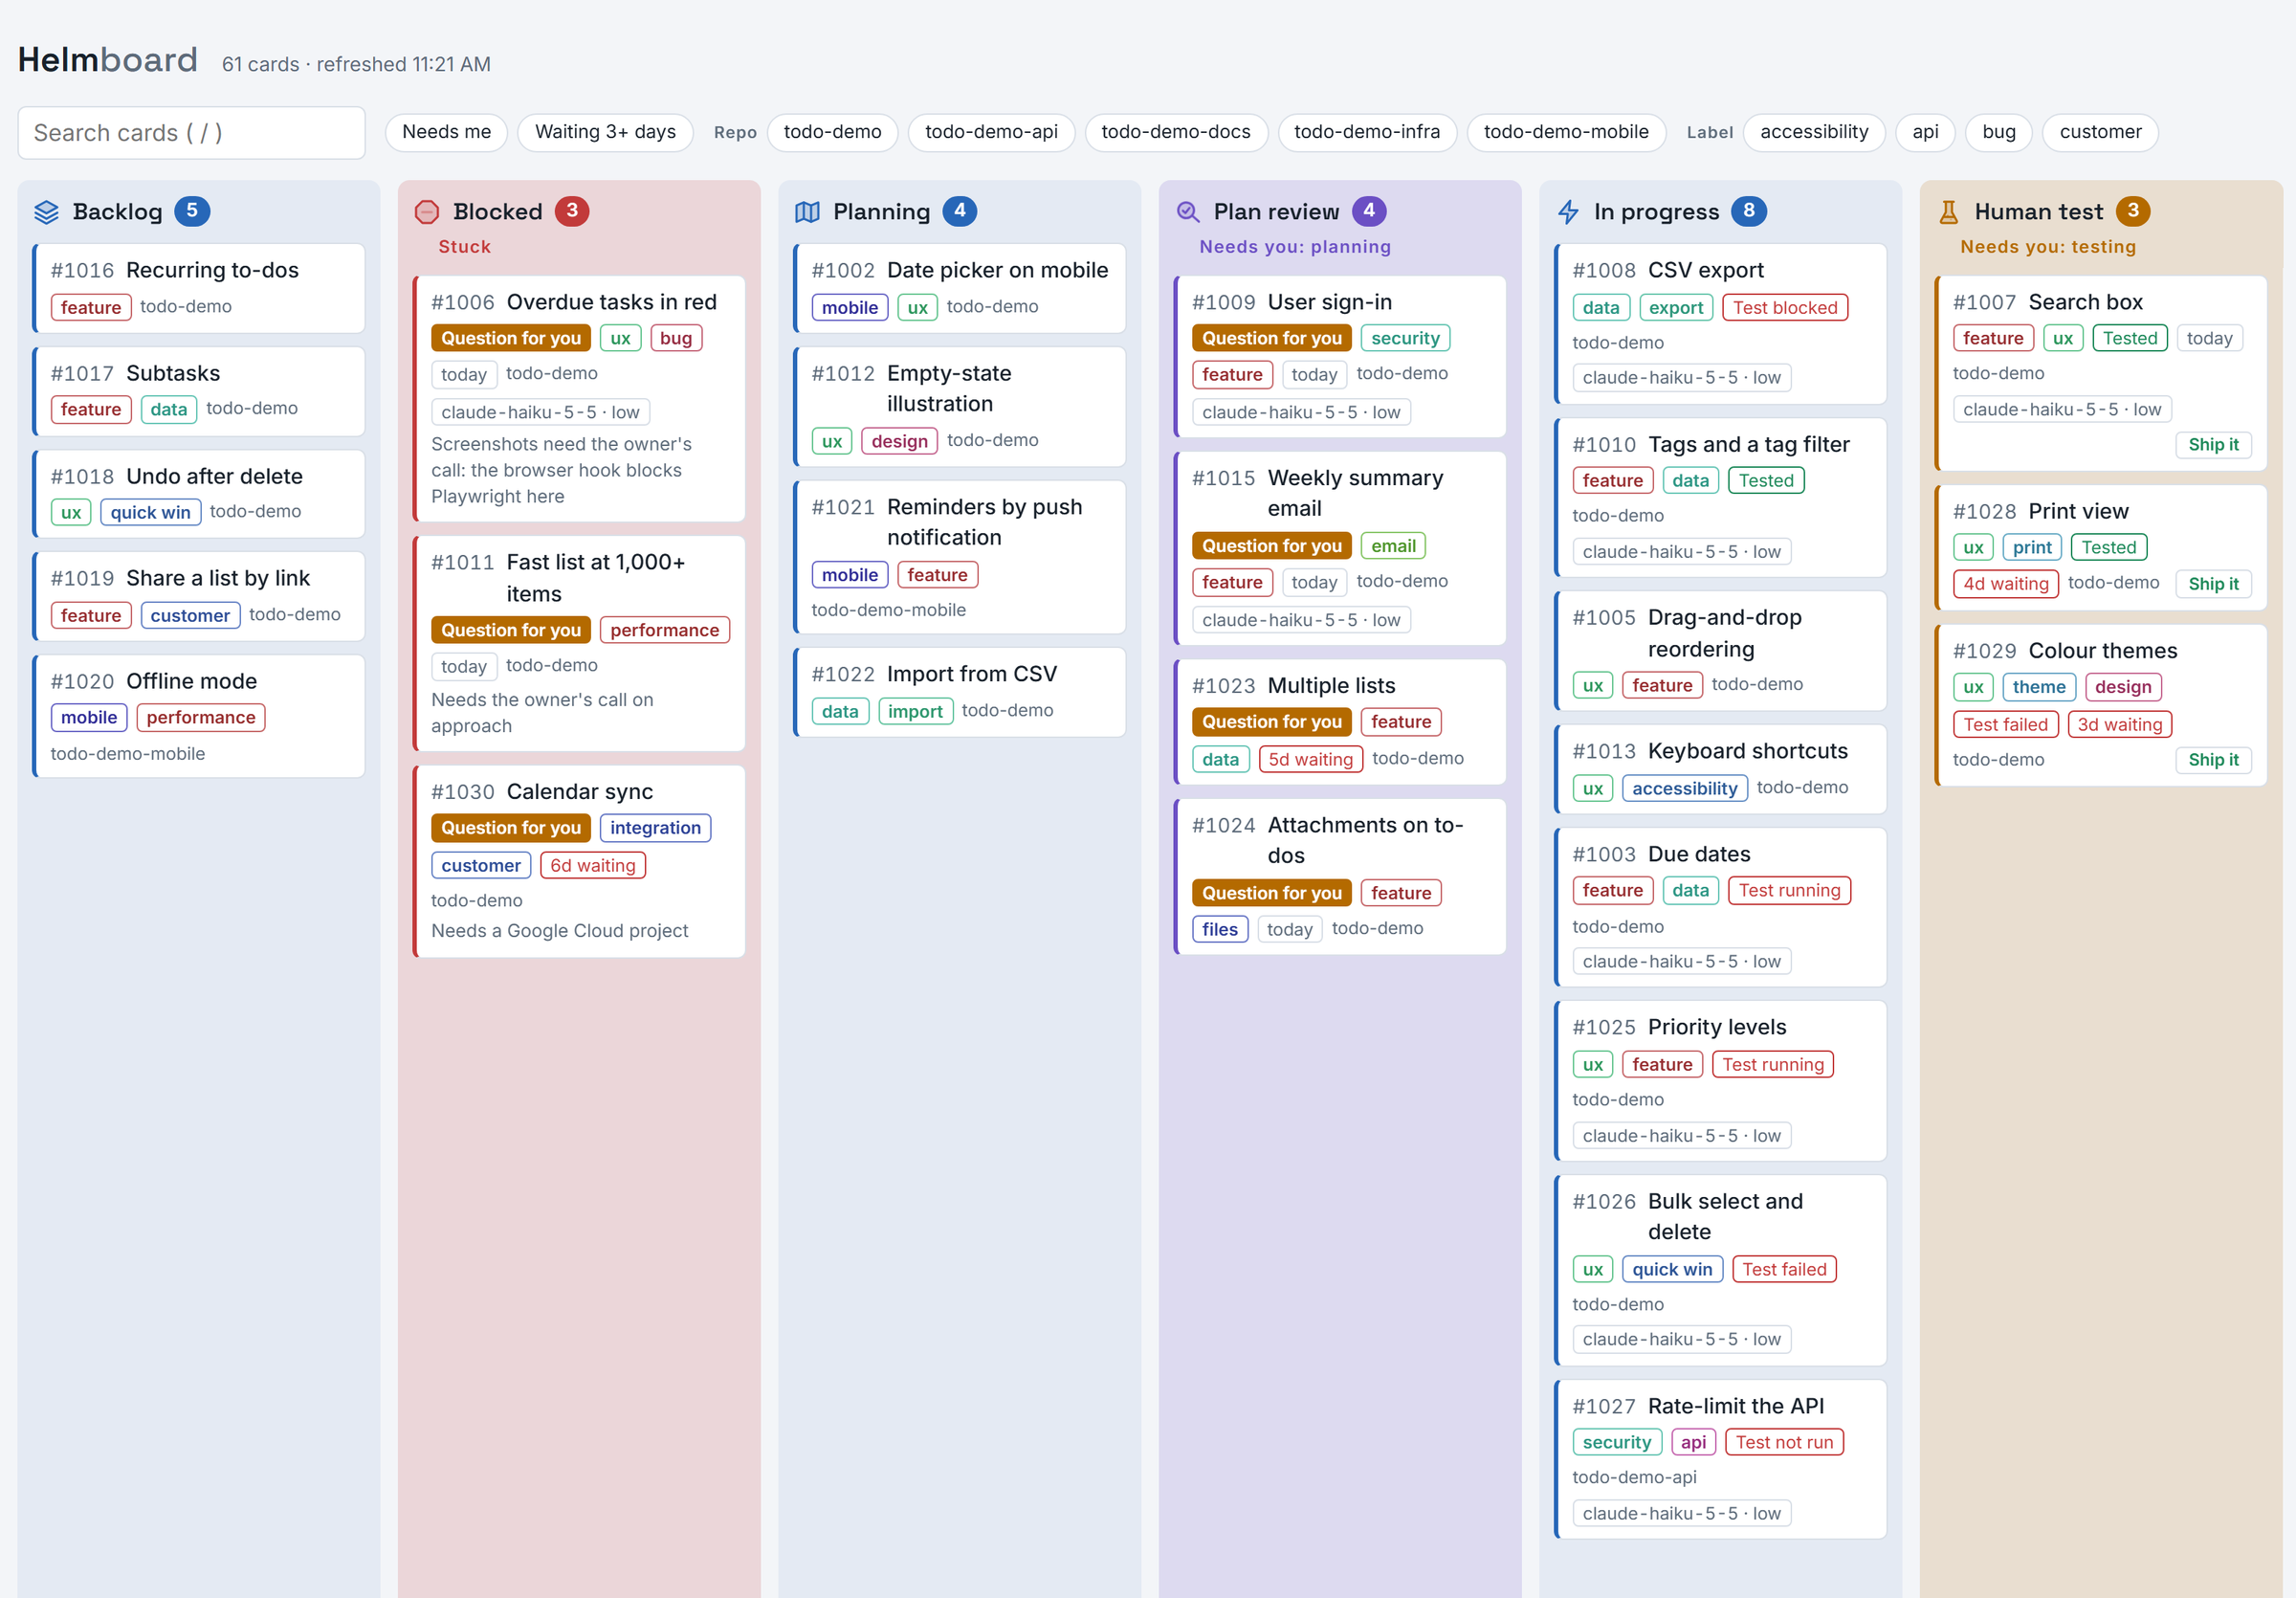 Helmboard 61 cards · refreshed 11:21 AM
Search cards ( / ) Needs me Waiting 3+ days Repo todo-demo todo-demo-api todo-demo-docs todo-demo-infra todo-demo-mobile Label accessibility api bug customer
Backlog 5
#1016 Recurring to-dos
feature todo-demo
#1017 Subtasks
feature data todo-demo
#1018 Undo after delete
ux quick win todo-demo
#1019 Share a list by link
feature customer todo-demo
#1020 Offline mode
mobile performance
todo-demo-mobile
Blocked 3
Stuck
#1006 Overdue tasks in red
Question for you ux bug
today todo-demo
claude-haiku-5-5 · low
Screenshots need the owner's
call: the browser hook blocks
Playwright here
#1011 Fast list at 1,000+
items
Question for you performance
today todo-demo
Needs the owner's call on
approach
#1030 Calendar sync
Question for you integration
customer 6d waiting
todo-demo
Needs a Google Cloud project
Planning 4
#1002 Date picker on mobile
mobile ux todo-demo
#1012 Empty-state
illustration
ux design todo-demo
#1021 Reminders by push
notification
mobile feature
todo-demo-mobile
#1022 Import from CSV
data import todo-demo
Plan review 4
Needs you: planning
#1009 User sign-in
Question for you security
feature today todo-demo
claude-haiku-5-5 · low
#1015 Weekly summary
email
Question for you email
feature today todo-demo
claude-haiku-5-5 · low
#1023 Multiple lists
Question for you feature
data 5d waiting todo-demo
#1024 Attachments on to-
dos
Question for you feature
files today todo-demo
In progress 8
#1008 CSV export
data export Test blocked
todo-demo
claude-haiku-5-5 · low
#1010 Tags and a tag filter
feature data Tested
todo-demo
claude-haiku-5-5 · low
#1005 Drag-and-drop
reordering
ux feature todo-demo
#1013 Keyboard shortcuts
ux accessibility todo-demo
#1003 Due dates
feature data Test running
todo-demo
claude-haiku-5-5 · low
#1025 Priority levels
ux feature Test running
todo-demo
claude-haiku-5-5 · low
#1026 Bulk select and
delete
ux quick win Test failed
todo-demo
claude-haiku-5-5 · low
#1027 Rate-limit the API
security api Test not run
todo-demo-api
claude-haiku-5-5 · low
Human test 3
Needs you: testing
#1007 Search box
feature ux Tested today
todo-demo
claude-haiku-5-5 · low
Ship it
#1028 Print view
ux print Tested
4d waiting todo-demo Ship it
#1029 Colour themes
ux theme design
Test failed 3d waiting
todo-demo Ship it